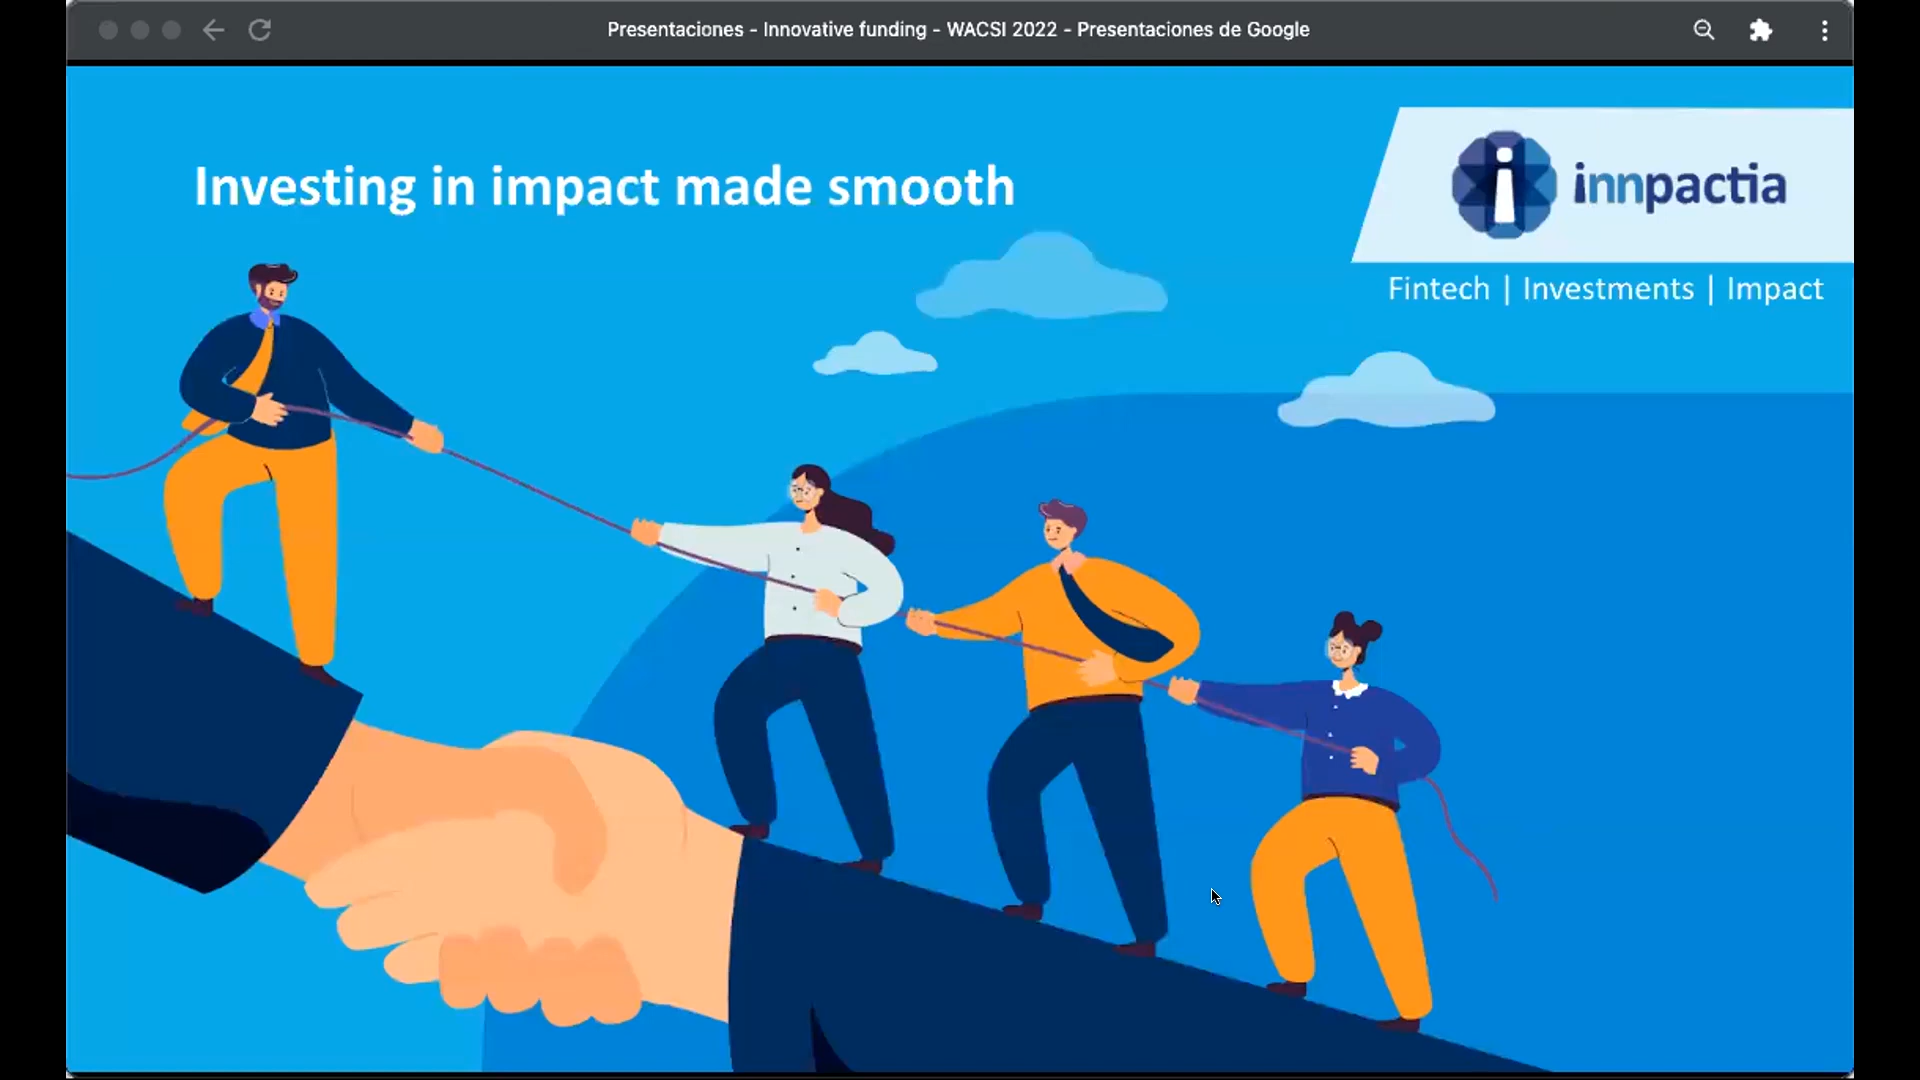 Presentaciones - Innovative funding - WACSI 2022 - Presentaciones de Google
Investing in impact made smooth
innpactia
Fintech | Investments | Impact